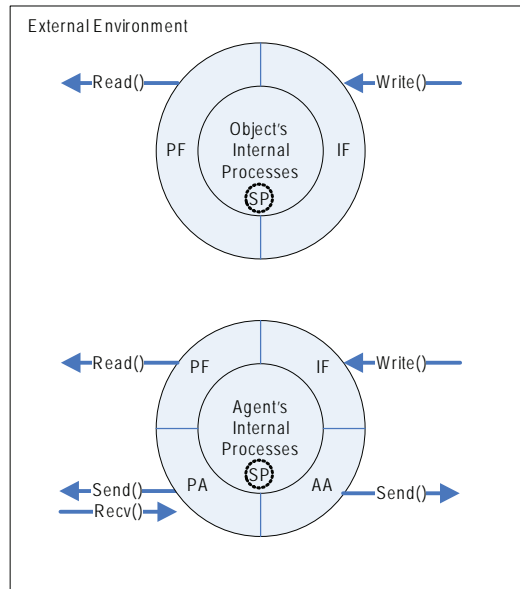 External Environment
Read()
Write()
PF
Object's
Internal
Processes
IF
SP
Read()
PF
IF
Write()
Agent's
Internal
Processes
SP
Send()
PA
AA
Send()
Recv()